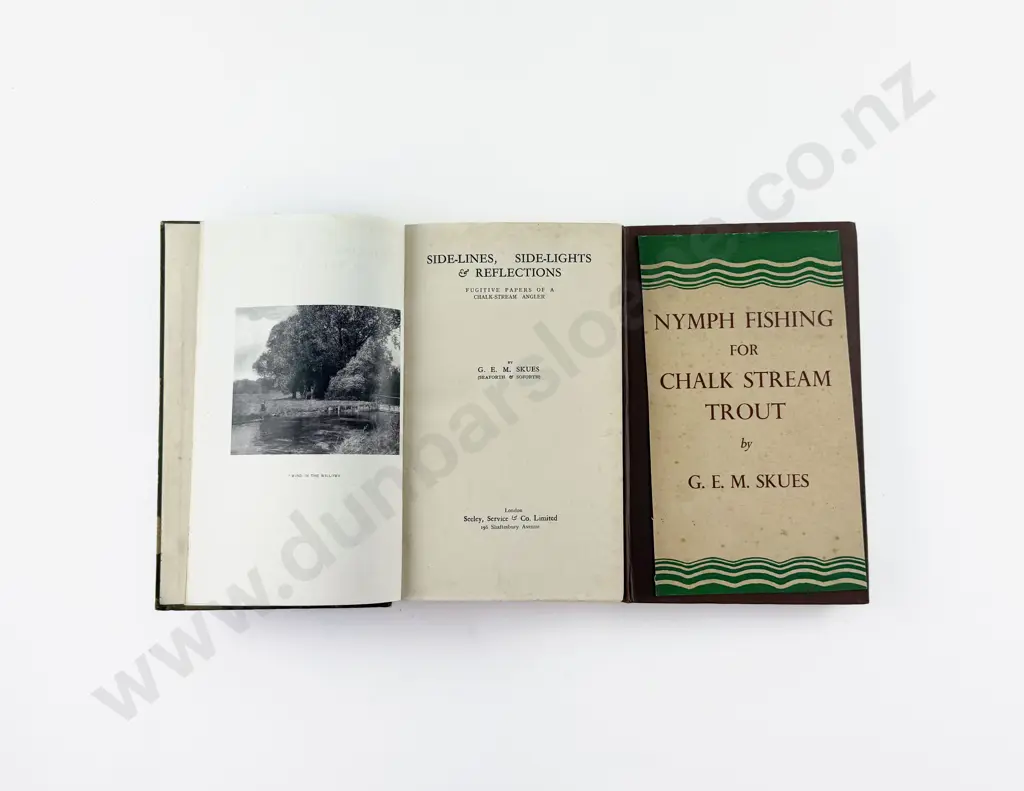 SIDE-LINES, SIDE-LIGHTS
& REFLECTIONS
FUGITIVE PAPERS OF A
CHALK-STREAM ANGLER
BY
G. E. M. SKUES
(SEAFORTH & SOFORTH)
London
Seeley, Service & Co. Limited
196 Shaftesbury Avenue
NYMPH FISHING
FOR
CHALK STREAM
TROUT
by
G. E. M. SKUES
www.dunbarsloane.co.nz